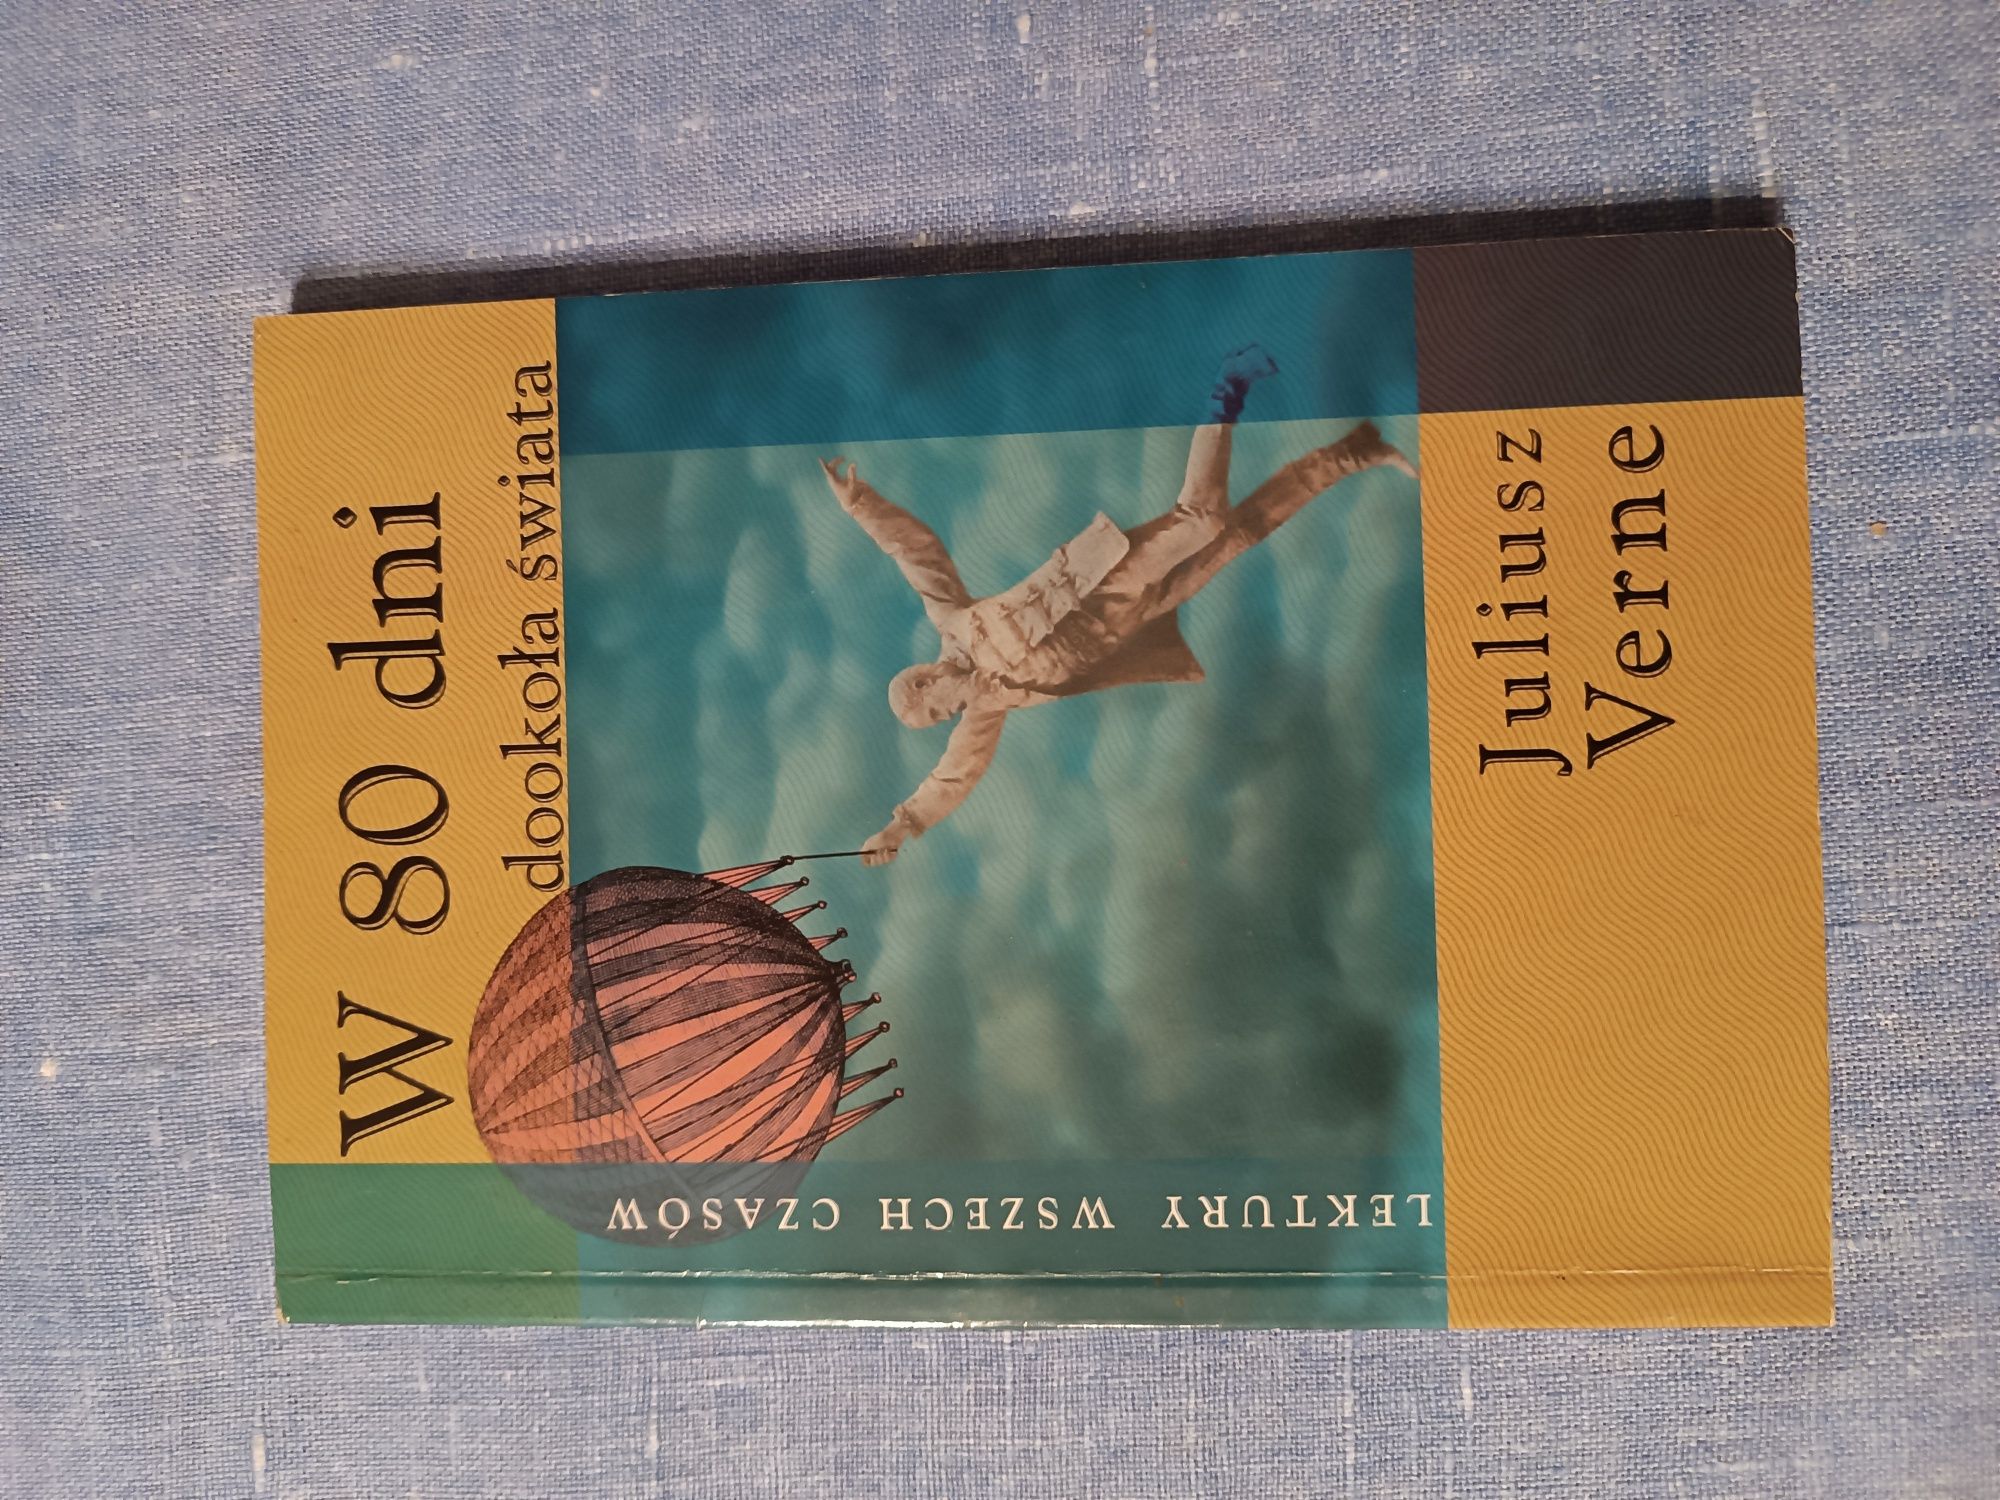 W 80 dni
dookoła świata
LEKTURY WSZECH CZASÓW
Juliusz
Verne